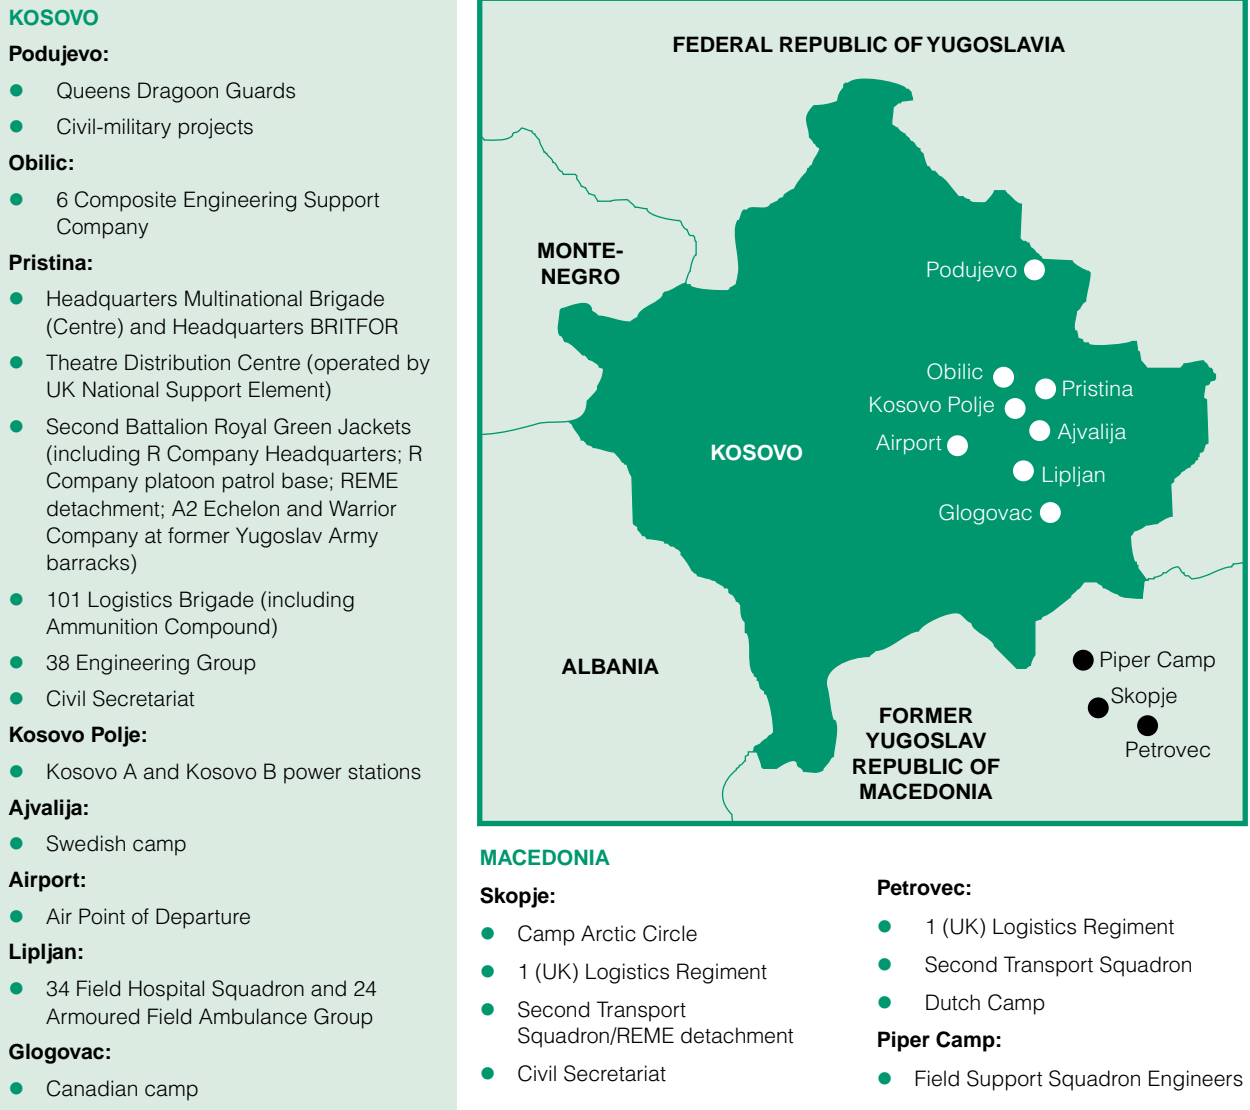 KOSOVO
Podujevo:
Queens Dragoon Guards
Civil-military projects
Obilic:
6 Composite Engineering Support
Company
Pristina:
Headquarters Multinational Brigade
(Centre) and Headquarters BRITFOR
Theatre Distribution Centre (operated by
UK National Support Element)
Second Battalion Royal Green Jackets
(including R Company Headquarters; R
Company platoon patrol base; REME
detachment; A2 Echelon and Warrior
Company at former Yugoslav Army
barracks)
101 Logistics Brigade (including
Ammunition Compound)
38 Engineering Group
Civil Secretariat
Kosovo Polje:
Kosovo A and Kosovo B power stations
Ajvalija:
Swedish camp
Airport:
Air Point of Departure
Lipljan:
34 Field Hospital Squadron and 24
Armoured Field Ambulance Group
Glogovac:
Canadian camp
FEDERAL REPUBLIC OF YUGOSLAVIA
MONTE-
NEGRO
Podujevo
Obilic
Pristina
Kosovo Polje
Ajvalija
Airport
KOSOVO
Lipljan
Glogovac
ALBANIA
Piper Camp
Skopje
Petrovec
FORMER
YUGOSLAV
REPUBLIC OF
MACEDONIA
MACEDONIA
Skopje:
Camp Arctic Circle
1 (UK) Logistics Regiment
Second Transport
Squadron/REME detachment
Civil Secretariat
Petrovec:
1 (UK) Logistics Regiment
Second Transport Squadron
Dutch Camp
Piper Camp:
Field Support Squadron Engineers